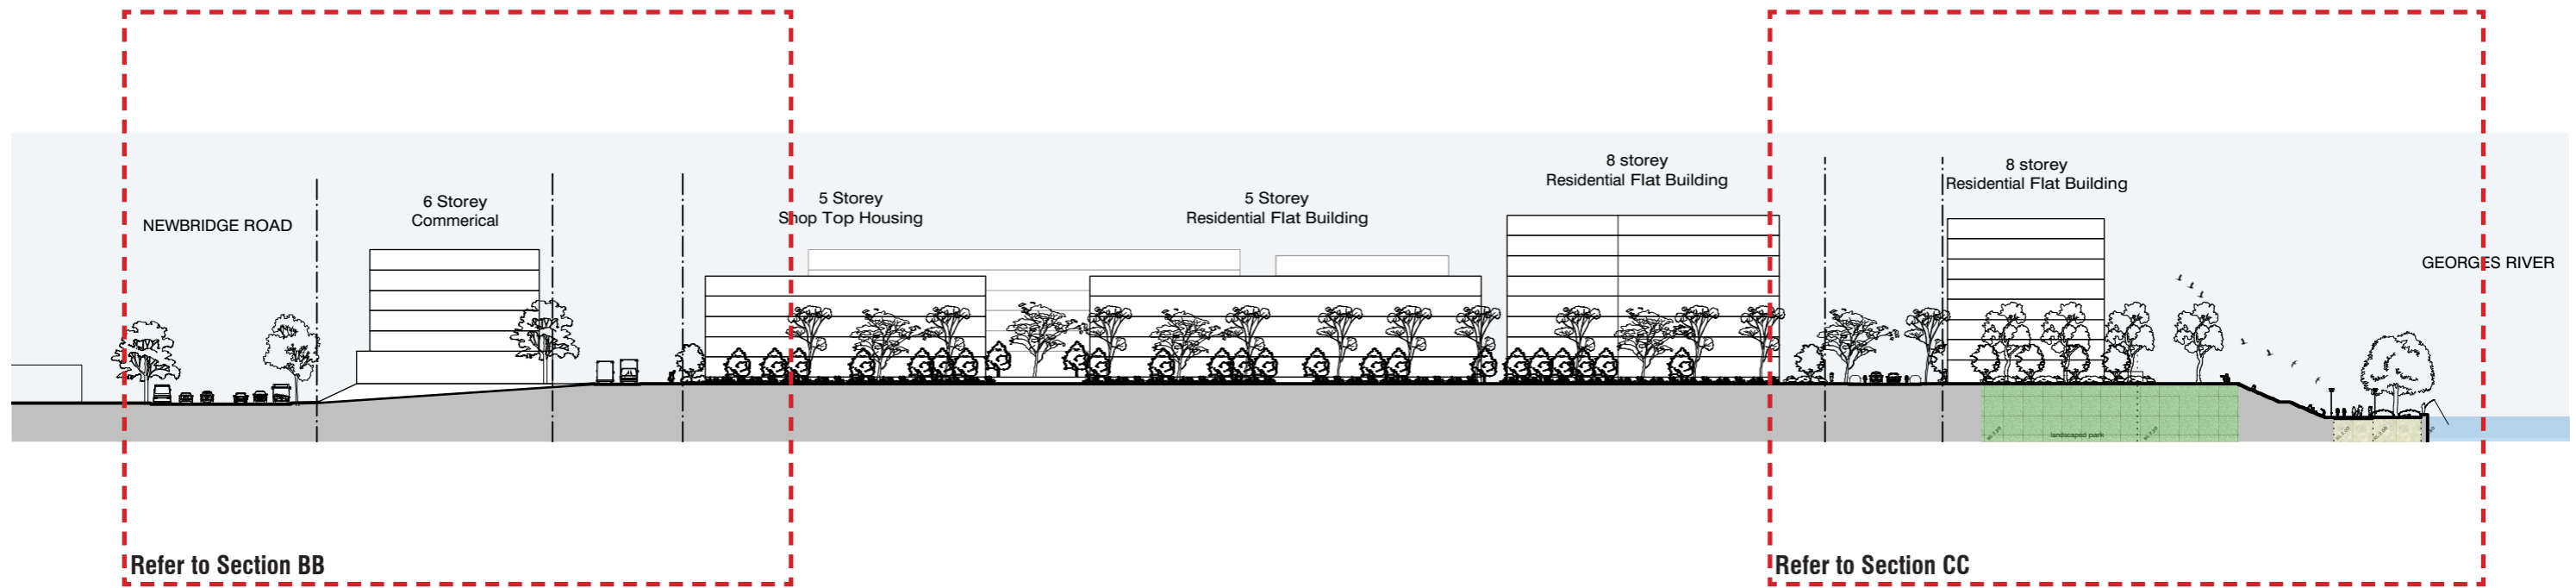 8 storey
Residential Flat Building
8 storey
Residential Flat Building
6 Storey
Commerical
5 Storey
Shop Top Housing
5 Storey
Residential Flat Building
NEWBRIDGE ROAD
GEORGES RIVER
landscaped park
Refer to Section BB
Refer to Section CC